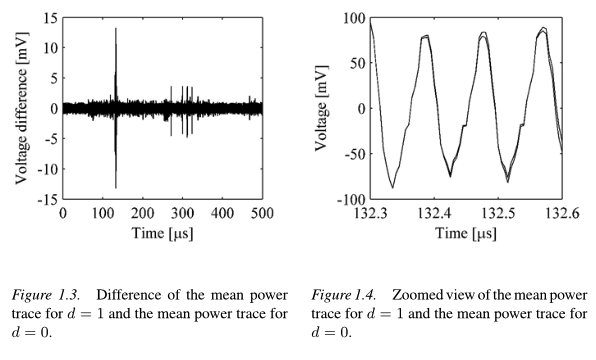 15
10
5
0
-5
-10
-15
Voltage difference [mV]
0 100 200 300 400 500
Time [μs]
100
50
0
-50
-100
Voltage [mV]
132.3 132.4 132.5 132.6
Time [μs]
Figure 1.3. Difference of the mean power
trace for d = 1 and the mean power trace for
d = 0.
Figure 1.4. Zoomed view of the mean power
trace for d = 1 and the mean power trace for
d = 0.